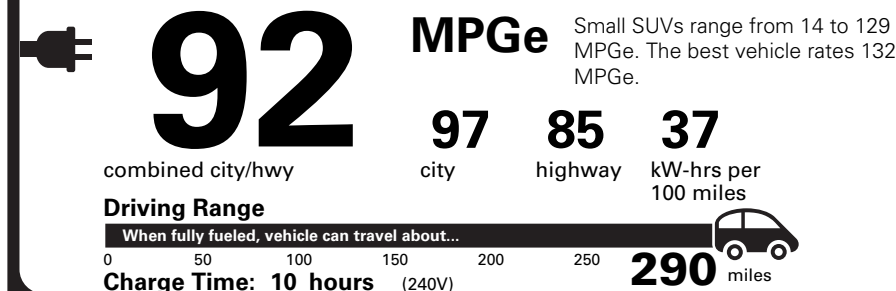 92
MPGe
Small SUVs range from 14 to 129
MPGe. The best vehicle rates 132
MPGe.
combined city/hwy
97
city
85
highway
37
kW-hrs per
100 miles
Driving Range
When fully fueled, vehicle can travel about...
0 50 100 150 200 250 290 miles
Charge Time: 10 hours (240V)